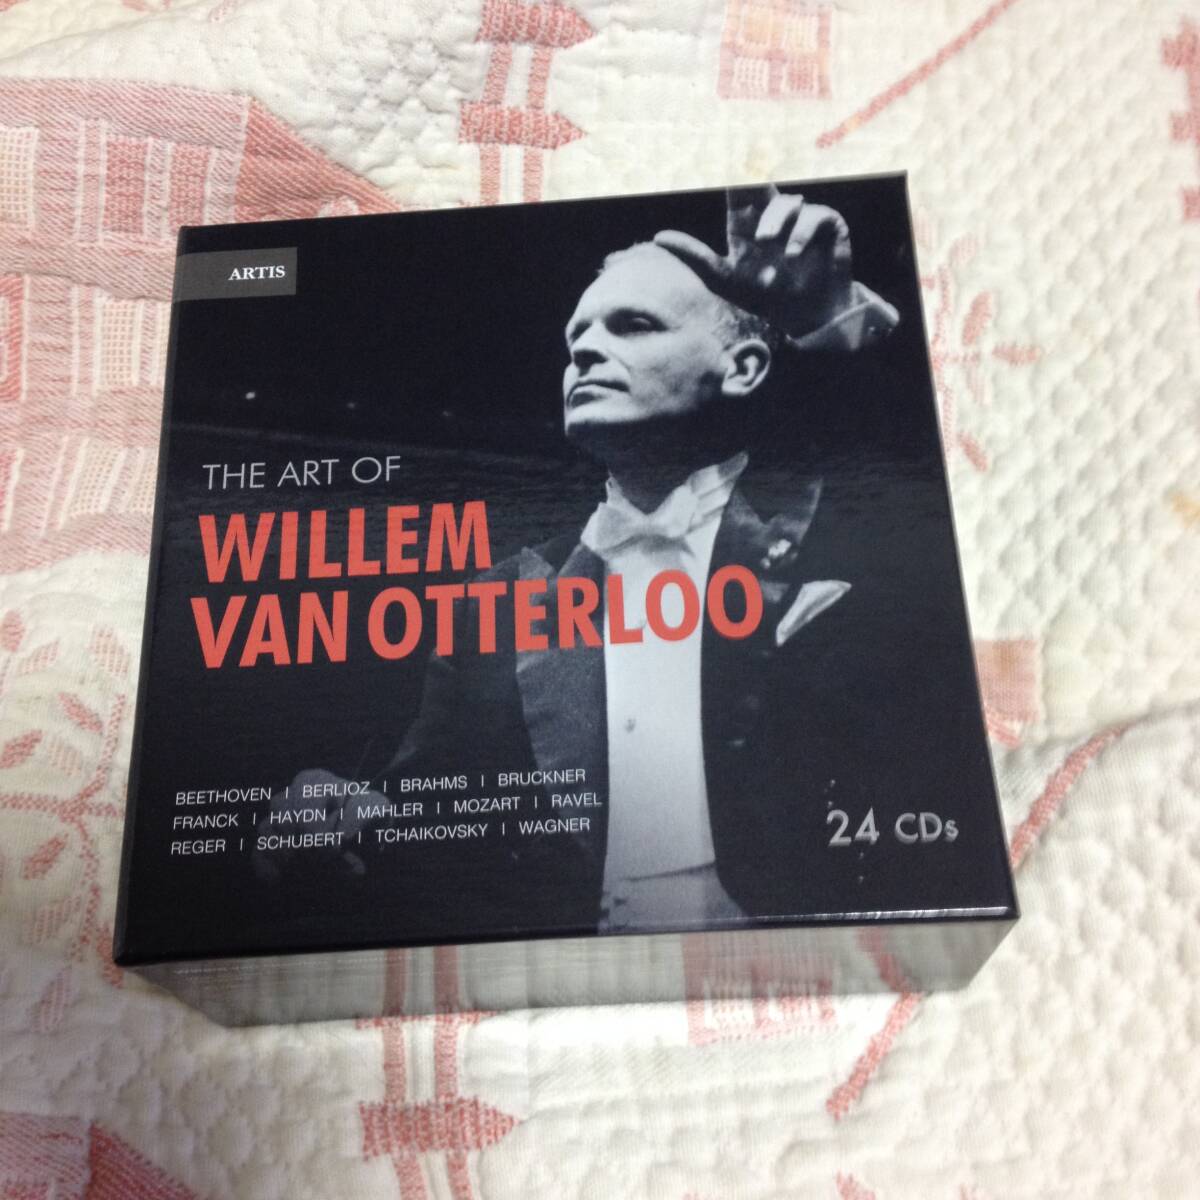 ARTIS
THE ART OF
WILLEM
VAN OTTERLOO
BEETHOVEN | BERLIOZ | BRAHMS | BRUCKNER
FRANCK | HAYDN | MAHLER | MOZART | RAVEL
REGER | SCHUBERT | TCHAIKOVSKY | WAGNER
24 CDs